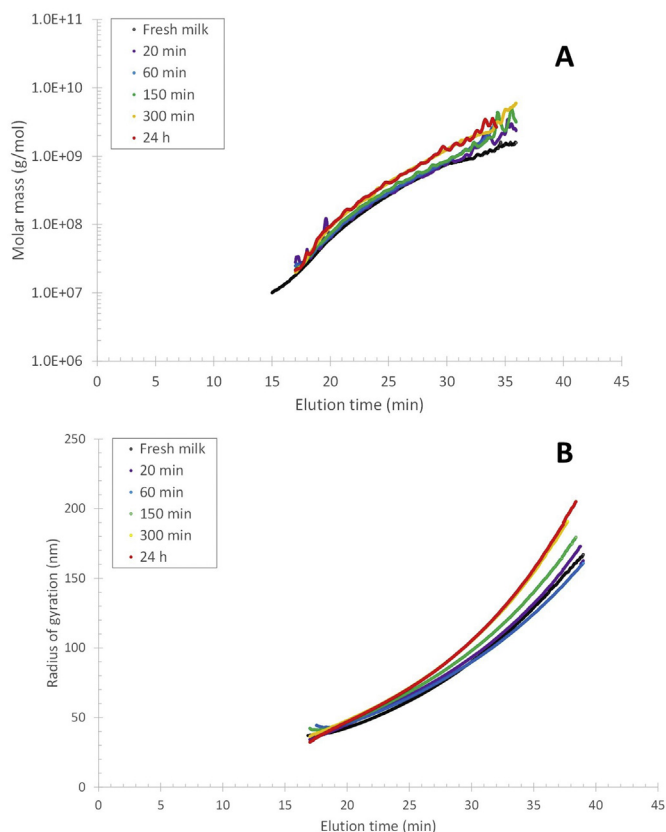 1.0E+11
1.0E+10
1.0E+09
1.0E+08
1.0E+07
1.0E+06
Molar mass (g/mol)
Fresh milk
20 min
60 min
150 min
300 min
24 h
A
0 5 10 15 20 25 30 35 40 45
Elution time (min)
250
200
150
100
50
0
Radius of gyration (nm)
Fresh milk
20 min
60 min
150 min
300 min
24 h
B
0 5 10 15 20 25 30 35 40 45
Elution time (min)